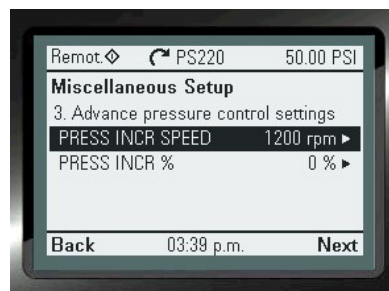 Remot. PS220 50.00 PSI
Miscellaneous Setup
3. Advance pressure control settings
PRESS INCR SPEED 1200 rpm
PRESS INCR % 0 %
Back 03:39 p.m. Next